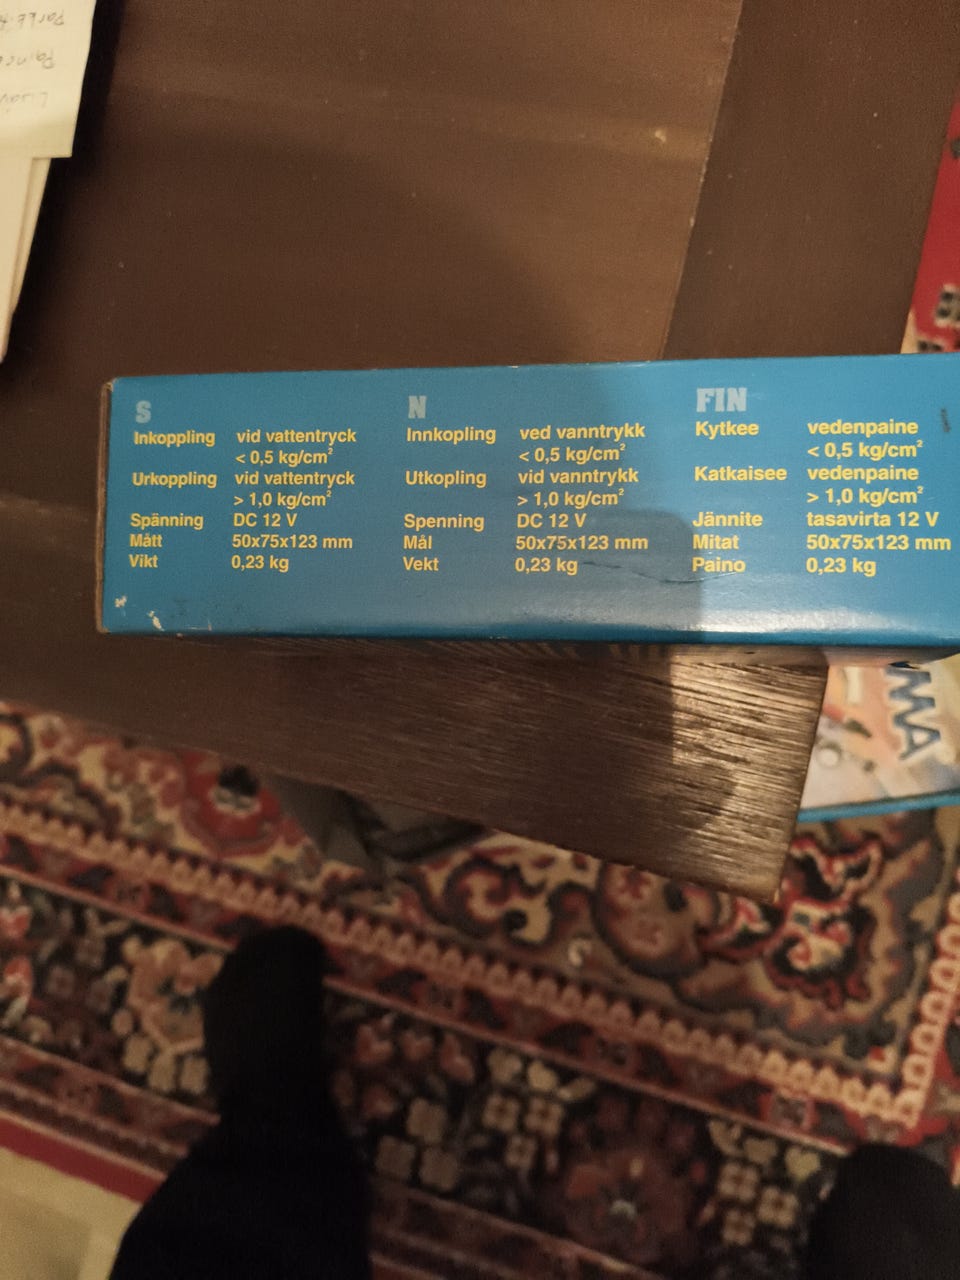 S
Inkoppling vid vattentryck
< 0,5 kg/cm²
Urkoppling vid vattentryck
> 1,0 kg/cm²
Spänning DC 12 V
Mått 50x75x123 mm
Vikt 0,23 kg
N
Innkopling ved vanntrykk
< 0,5 kg/cm²
Utkopling vid vanntrykk
> 1,0 kg/cm²
Spenning DC 12 V
Mål 50x75x123 mm
Vekt 0,23 kg
FIN
Kytkee vedenpaine
< 0,5 kg/cm²
Katkaisee vedenpaine
> 1,0 kg/cm²
Jännite tasavirta 12 V
Mitat 50x75x123 mm
Paino 0,23 kg